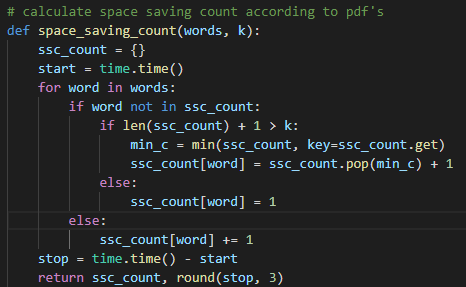 # calculate space saving count according to pdf's
def space_saving_count(words, k):
    ssc_count = {}
    start = time.time()
    for word in words:
        if word not in ssc_count:
            if len(ssc_count) + 1 > k:
                min_c = min(ssc_count, key=ssc_count.get)
                ssc_count[word] = ssc_count.pop(min_c) + 1
            else:
                ssc_count[word] = 1
        else:
            ssc_count[word] += 1
    stop = time.time() - start
    return ssc_count, round(stop, 3)